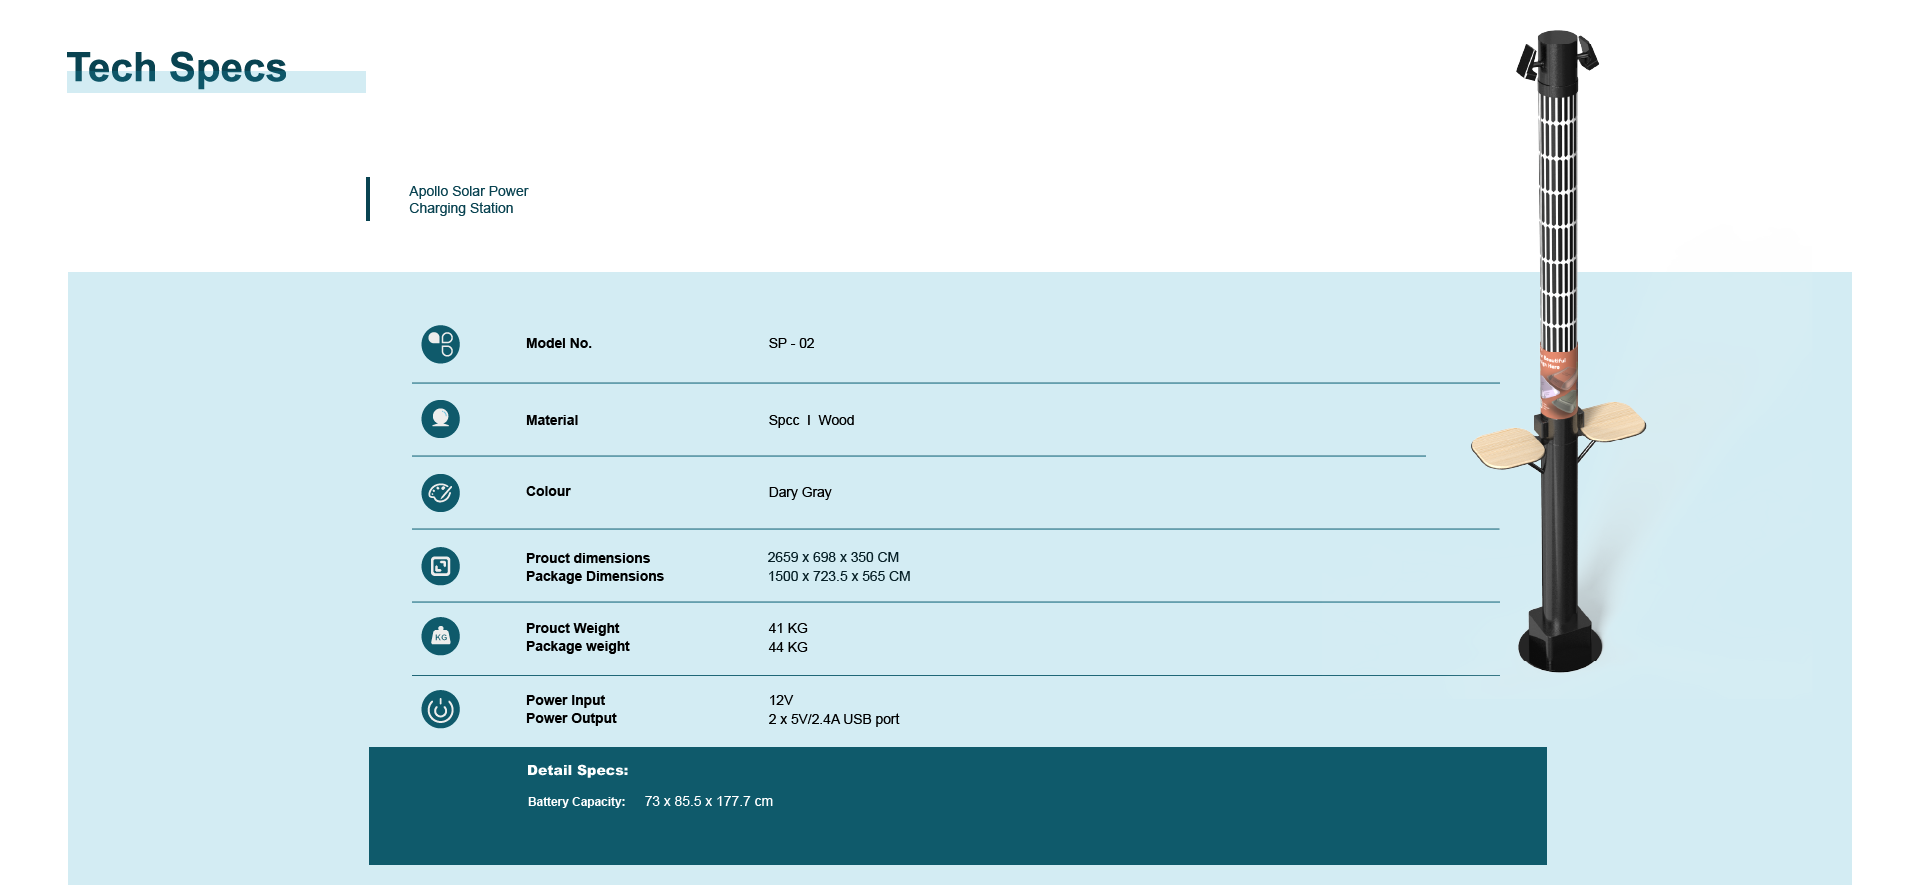 Tech Specs
Apollo Solar Power
Charging Station
Model No. SP - 02
Material Spcc I Wood
Colour Dary Gray
Prouct dimensions 2659 x 698 x 350 CM
Package Dimensions 1500 x 723.5 x 565 CM
KG
Prouct Weight 41 KG
Package weight 44 KG
Power Input 12V
Power Output 2 x 5V/2.4A USB port
Detail Specs:
Battery Capacity: 73 x 85.5 x 177.7 cm
Beautiful
Here